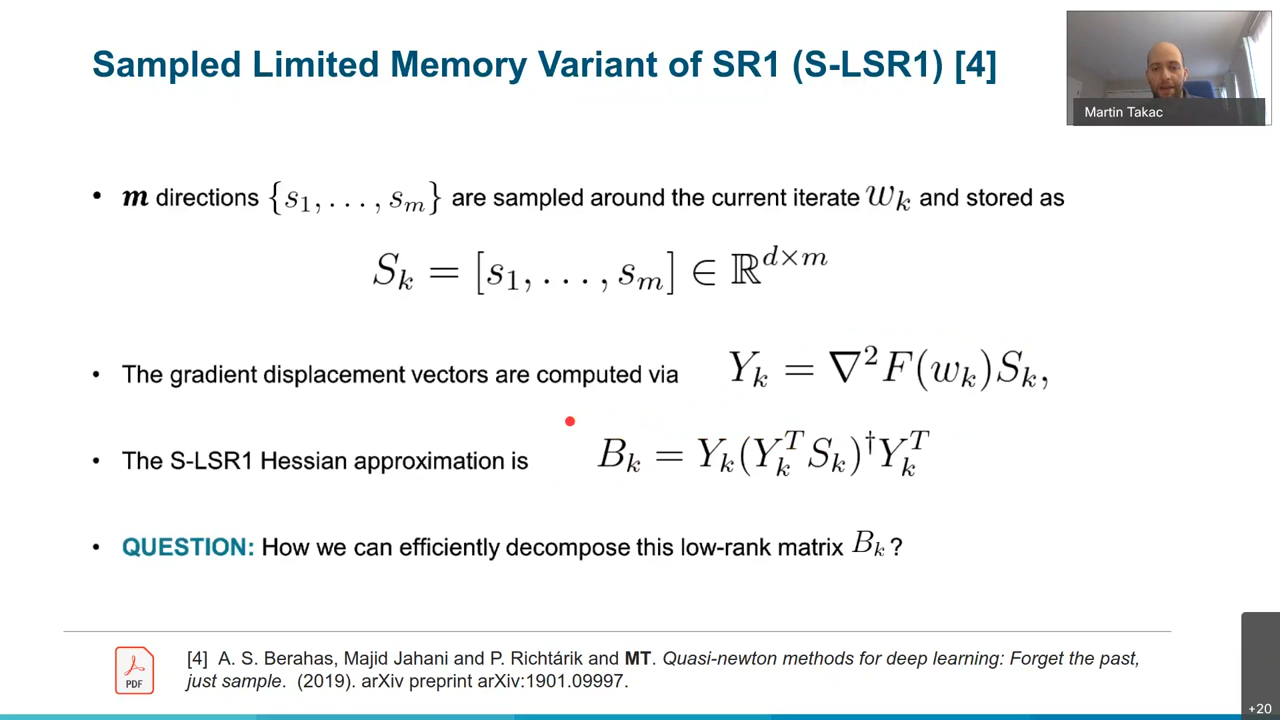 Sampled Limited Memory Variant of SR1 (S-LSR1) [4]
Martin Takac
• m directions {s₁, . . . , sₘ} are sampled around the current iterate wₖ and stored as
Sₖ = [s₁, . . . , sₘ] ∈ ℝ^{d×m}
• The gradient displacement vectors are computed via Yₖ = ∇²F(wₖ)Sₖ,
• The S-LSR1 Hessian approximation is Bₖ = Yₖ(Yₖᵀ Sₖ)†Yₖᵀ
• QUESTION: How we can efficiently decompose this low-rank matrix Bₖ?
PDF
[4] A. S. Berahas, Majid Jahani and P. Richtárik and MT. Quasi-newton methods for deep learning: Forget the past,
just sample. (2019). arXiv preprint arXiv:1901.09997.
+20